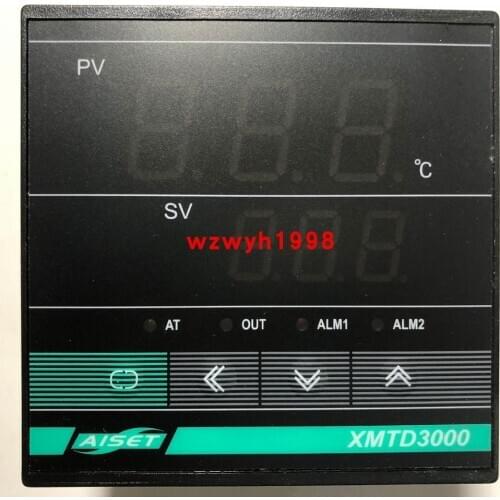 PV
℃
SV
wzwyh1998
AT OUT ALM1 ALM2
AISET XMTD3000